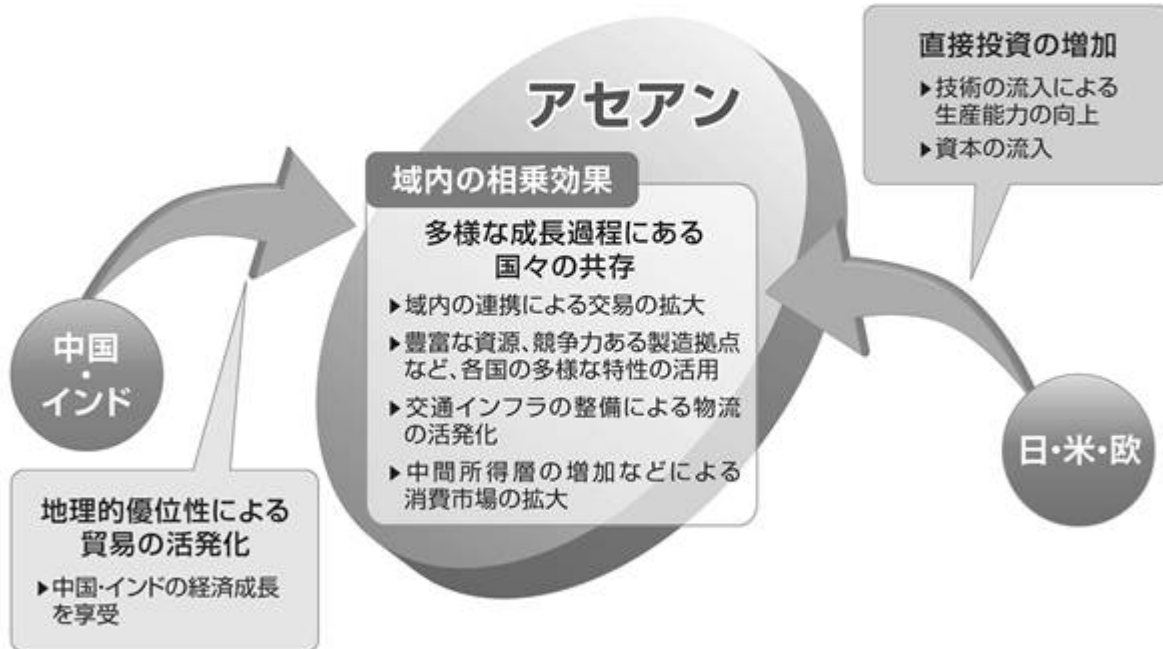 アセアン
域内の相乗効果
多様な成長過程にある
国々の共存
▶域内の連携による交易の拡大
▶豊富な資源、競争力ある製造拠点
など、各国の多様な特性の活用
▶交通インフラの整備による物流
の活発化
▶中間所得層の増加などによる
消費市場の拡大
中国
・
インド
地理的優位性による
貿易の活発化
▶中国・インドの経済成長
を享受
直接投資の増加
▶技術の流入による
生産能力の向上
▶資本の流入
日・米・欧